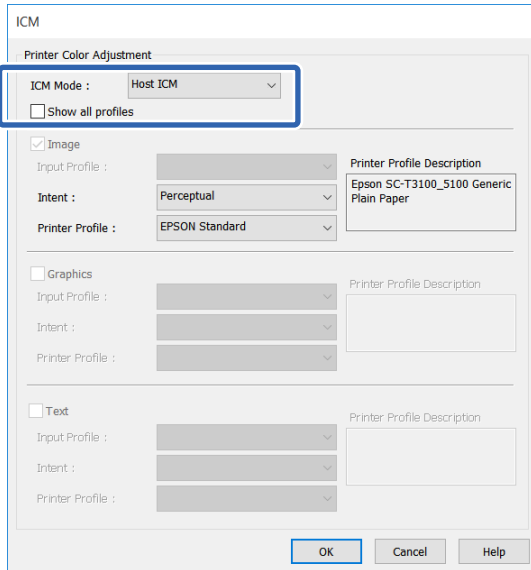 ICM
Printer Color Adjustment
ICM Mode : Host ICM
Show all profiles
Image
Input Profile :
Printer Profile Description
Intent : Perceptual
Epson SC-T3100_5100 Generic
Plain Paper
Printer Profile : EPSON Standard
Graphics
Input Profile :
Printer Profile Description
Intent :
Printer Profile :
Text
Input Profile :
Printer Profile Description
Intent :
Printer Profile :
OK Cancel Help